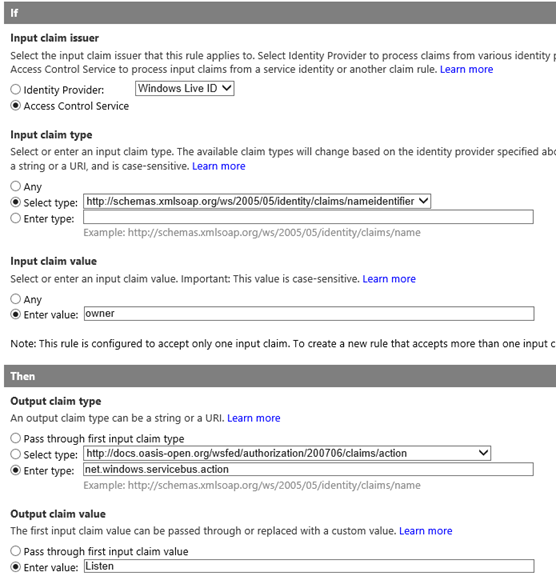 If
Input claim issuer
Select the input claim issuer that this rule applies to. Select Identity Provider to process claims from various identity
Access Control Service to process input claims from a service identity or another claim rule. Learn more
Identity Provider: Windows Live ID
Access Control Service
Input claim type
Select or enter an input claim type. The available claim types will change based on the identity provider specified abo
a string or a URI, and is case-sensitive. Learn more
Any
Select type: http://schemas.xmlsoap.org/ws/2005/05/identity/claims/nameidentifier
Enter type:
Example: http://schemas.xmlsoap.org/ws/2005/05/identity/claims/name
Input claim value
Select or enter an input claim value. Important: This value is case-sensitive. Learn more
Any
Enter value: owner
Note: This rule is configured to accept only one input claim. To create a new rule that accepts more than one input c
Then
Output claim type
An output claim type can be a string or a URI. Learn more
Pass through first input claim type
Select type: http://docs.oasis-open.org/wsfed/authorization/200706/claims/action
Enter type: net.windows.servicebus.action
Example: http://schemas.xmlsoap.org/ws/2005/05/identity/claims/name
Output claim value
The first input claim value can be passed through or replaced with a custom value. Learn more
Pass through first input claim value
Enter value: Listen